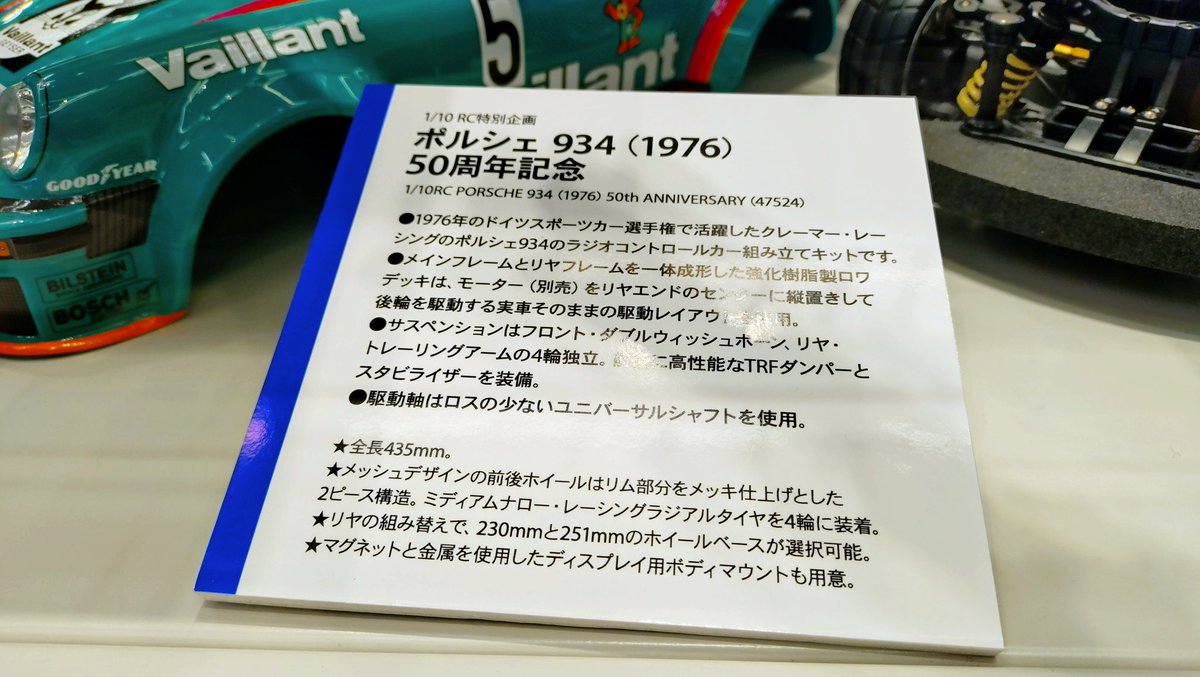 Vaillant
Vaillant
5
illant
GOODYEAR
BILSTEIN
BOSCH
1/10 RC特別企画
ポルシェ 934(1976)
50周年記念
1/10RC PORSCHE 934 (1976) 50th ANNIVERSARY (47524)
●1976年のドイツスポーツカー選手権で活躍したクレーマー・レー
シングのポルシェ934のラジオコントロールカー組み立てキットです。
●メインフレームとリヤフレームを一体成形した強化樹脂製ロワ
デッキは、モーター(別売)をリヤエンドのセンターに縦置きして
後輪を駆動する実車そのままの駆動レイアウ 用。
●サスペンションはフロント・ダブルウィッシュボーン、リヤ・
トレーリングアームの4輪独立。 に高性能なTRFダンパーと
スタビライザーを装備。
●駆動軸はロスの少ないユニバーサルシャフトを使用。
★全長435mm。
★メッシュデザインの前後ホイールはリム部分をメッキ仕上げとした
2ピース構造。ミディアムナロー・レーシングラジアルタイヤを4輪に装着。
★リヤの組み替えで、230mmと251mmのホイールベースが選択可能。
★マグネットと金属を使用したディスプレイ用ボディマウントも用意。